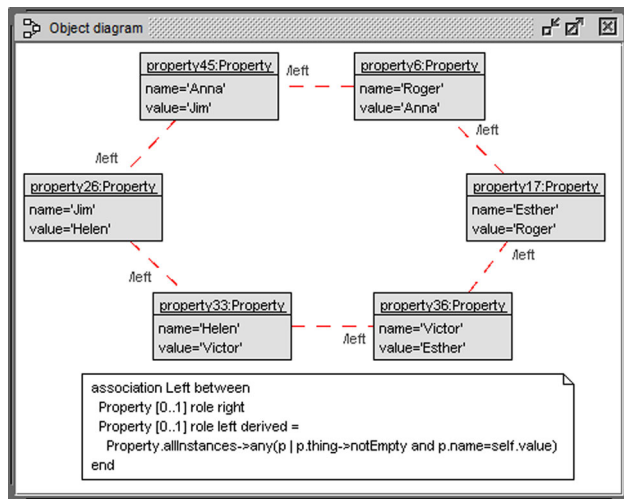 Object diagram
property45:Property
name='Anna'
value='Jim'
/left
property6:Property
name='Roger'
value='Anna'
/left
/left
property26:Property
name='Jim'
value='Helen'
property17:Property
name='Esther'
value='Roger'
/left
/left
property33:Property
name='Helen'
value='Victor'
/left
property36:Property
name='Victor'
value='Esther'
association Left between
Property [0..1] role right
Property [0..1] role left derived =
Property.allInstances->any(p | p.thing->notEmpty and p.name=self.value)
end